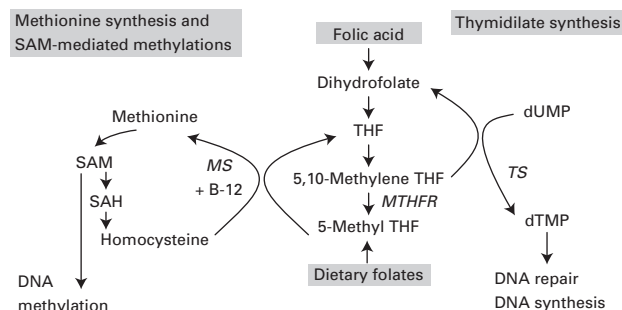 Methionine synthesis and
SAM-mediated methylations
Folic acid
Thymidilate synthesis
Dihydrofolate
Methionine
dUMP
THF
SAM
MS
+ B-12
5,10-Methylene THF
TS
SAH
MTHFR
Homocysteine
5-Methyl THF
dTMP
Dietary folates
DNA
methylation
DNA repair
DNA synthesis